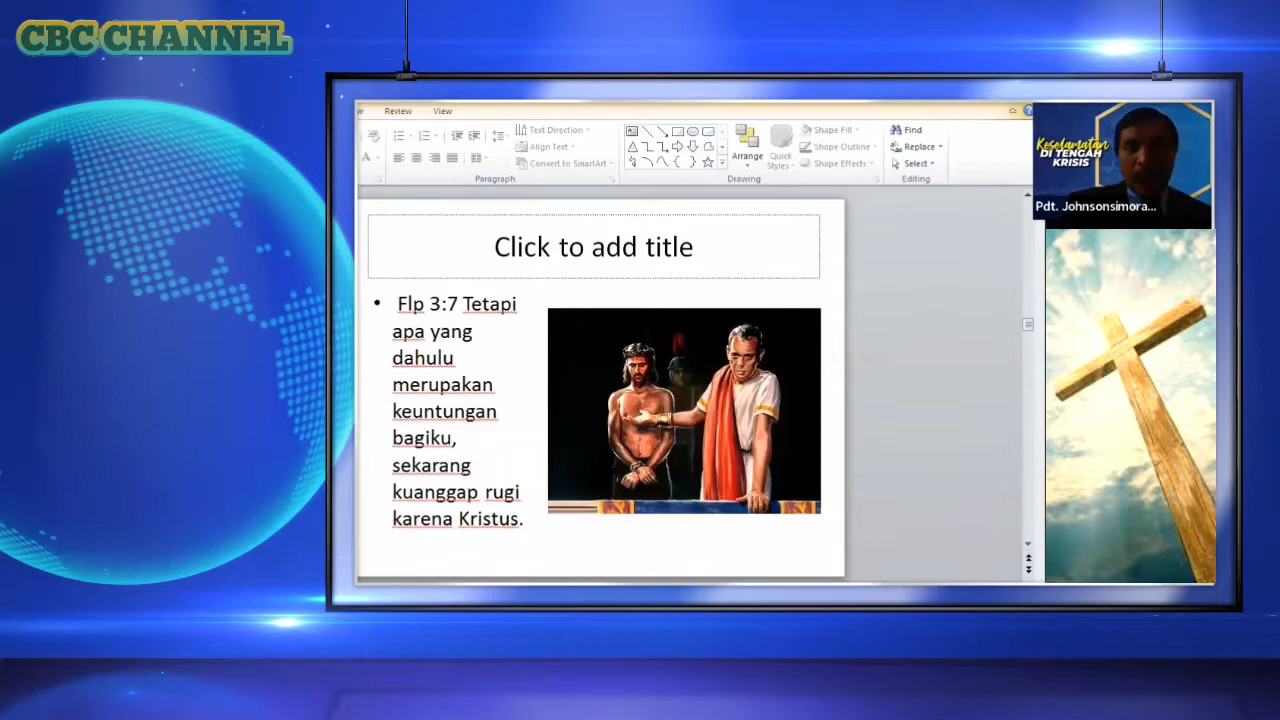 CBC CHANNEL
Review View
Text Direction
Align Text
Convert to SmartArt
Paragraph
Arrange
Quick
Styles
Shape Fill
Shape Outline
Shape Effects
Drawing
Find
Replace
Select
Editing
Keselamatan
DI TENGAH
KRISIS
Pdt. Johnsonsimora...
Click to add title
• Flp 3:7 Tetapi
apa yang
dahulu
merupakan
keuntungan
bagiku,
sekarang
kuanggap rugi
karena Kristus.